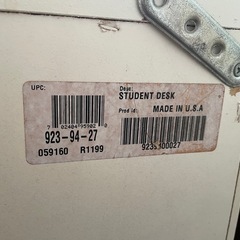 UPC:
Desc:
STUDENT DESK
Prod id:
MADE IN U.S.A
923-94-27
059160 R1199